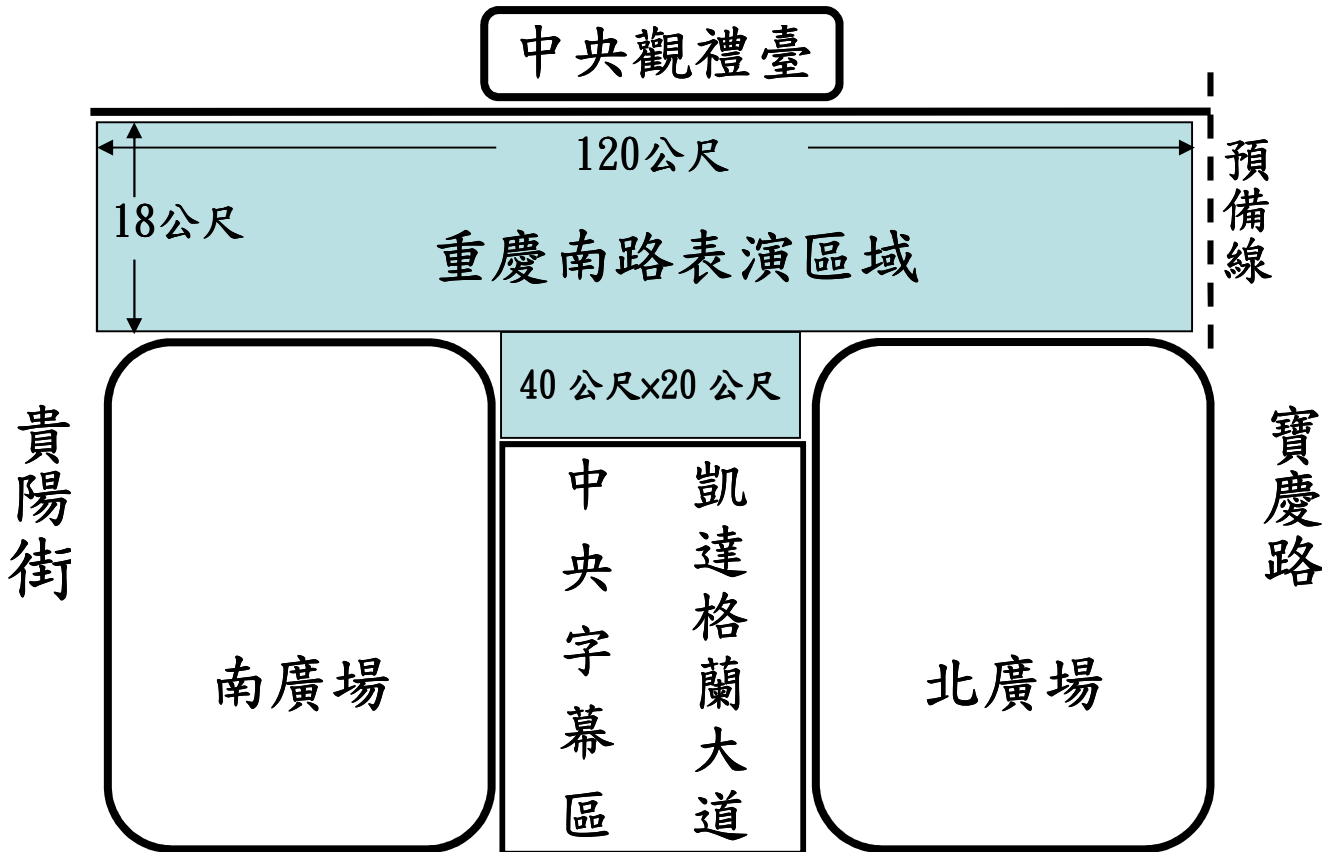 中央觀禮臺
120公尺
18公尺
重慶南路表演區域
預備線
40 公尺×20 公尺
貴陽街
寶慶路
中央字幕區
凱達格蘭大道
南廣場
北廣場